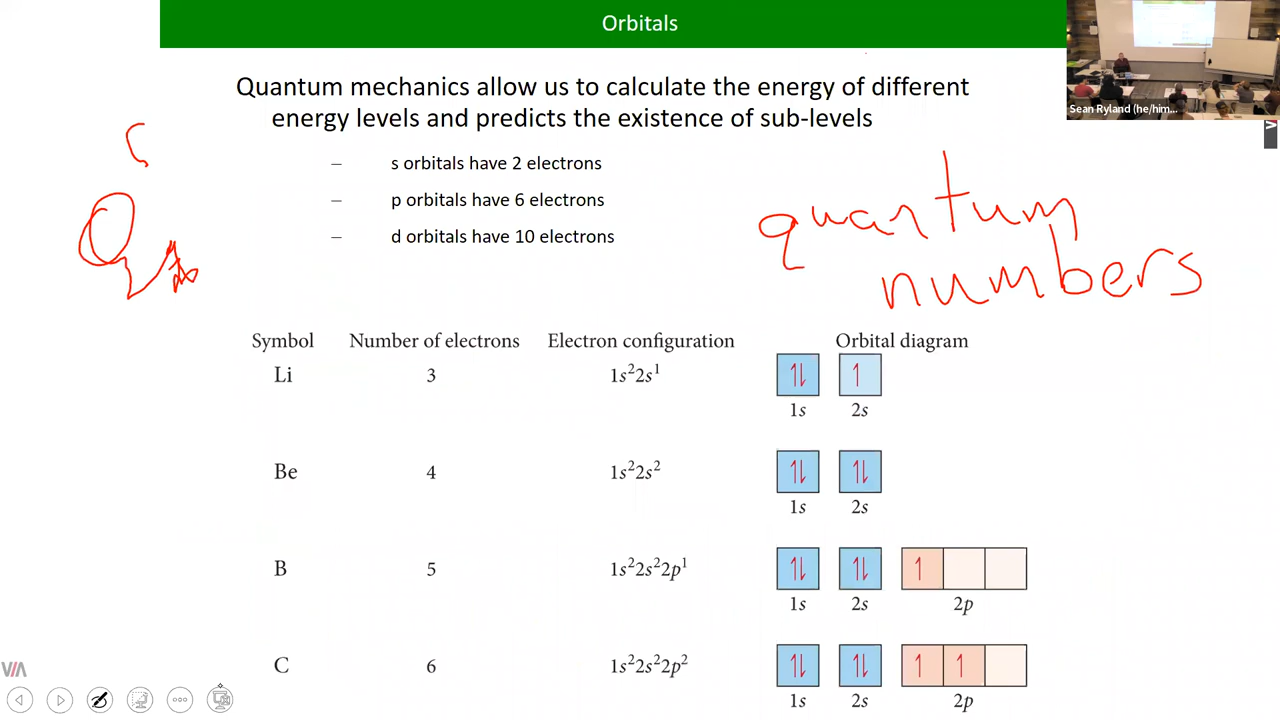 Orbitals
Quantum mechanics allow us to calculate the energy of different
energy levels and predicts the existence of sub-levels
Sean Ryland (he/him...
– s orbitals have 2 electrons
– p orbitals have 6 electrons
– d orbitals have 10 electrons
quantum
numbers
Symbol Number of electrons Electron configuration Orbital diagram
Li 3 1s²2s¹ ⥮ ↿
1s 2s
Be 4 1s²2s² ⥮ ⥮
1s 2s
B 5 1s²2s²2p¹ ⥮ ⥮ ↿
1s 2s 2p
C 6 1s²2s²2p² ⥮ ⥮ ↿ ↿
1s 2s 2p
VIA